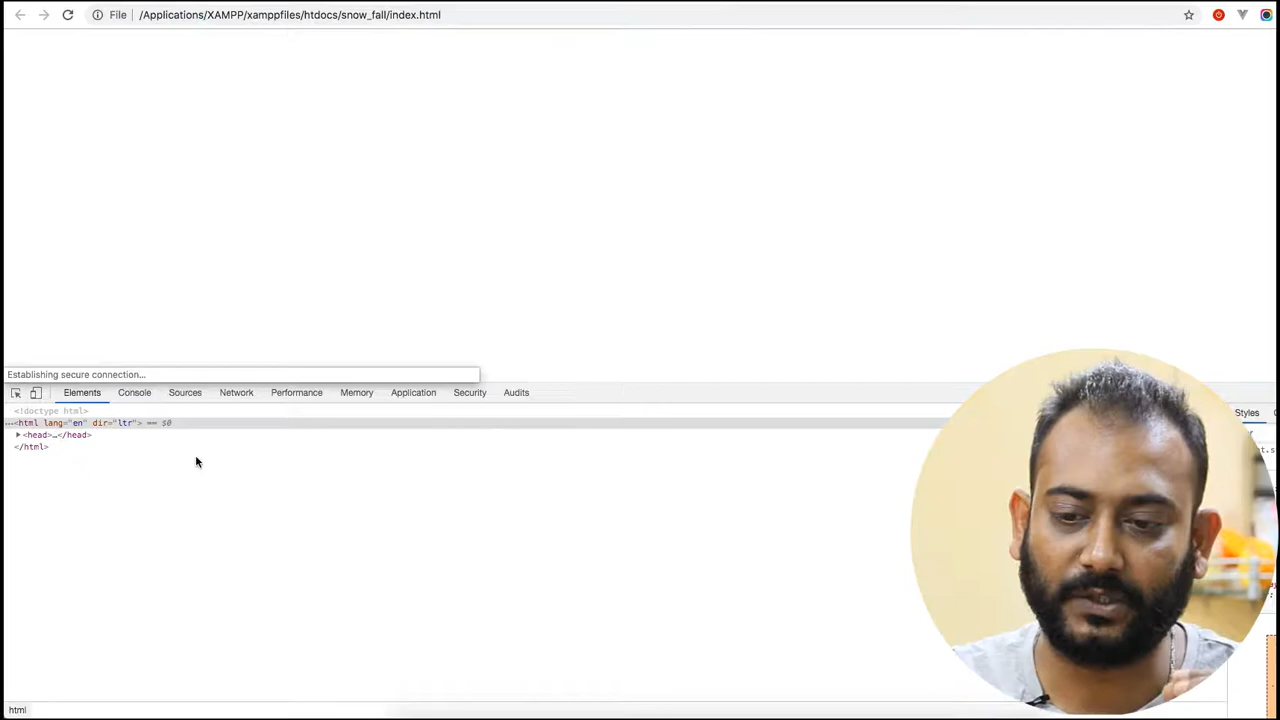 File /Applications/XAMPP/xamppfiles/htdocs/snow_fall/index.html
Establishing secure connection...
Elements Console Sources Network Performance Memory Application Security Audits
<!doctype html>
…<html lang="en" dir="ltr"> == $0
<head>…</head>
</html>
Styles
html